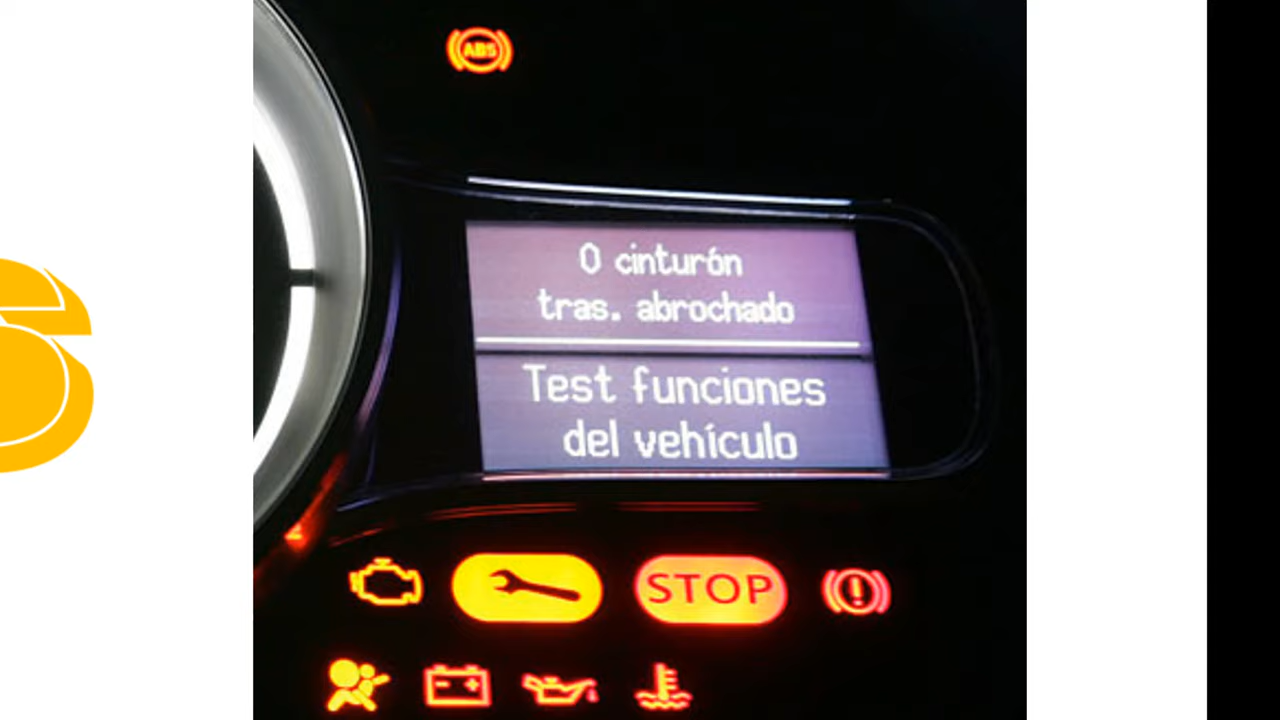 ABS
0 cinturón
tras. abrochado
Test funciones
del vehículo
STOP